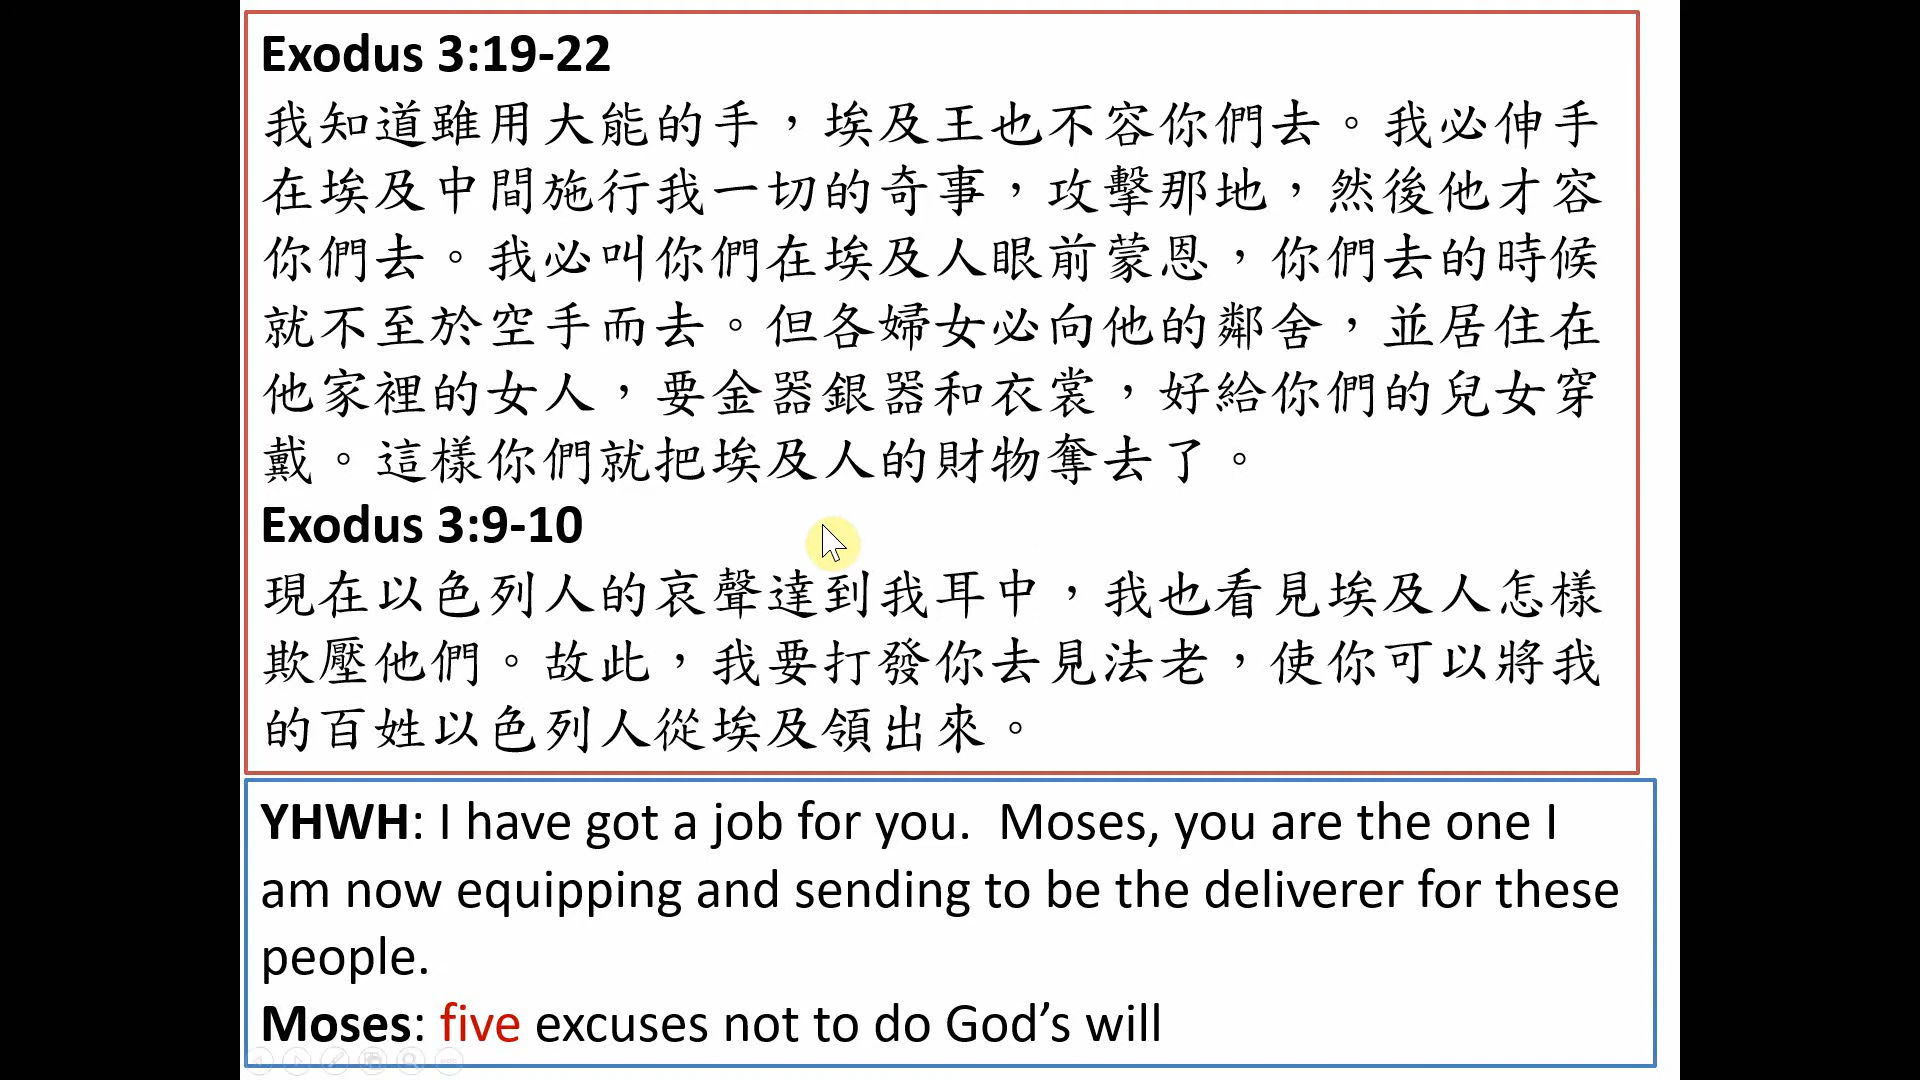 Exodus 3:19-22
我知道雖用大能的手，埃及王也不容你們去。我必伸手
在埃及中間施行我一切的奇事，攻擊那地，然後他才容
你們去。我必叫你們在埃及人眼前蒙恩，你們去的時候
就不至於空手而去。但各婦女必向他的鄰舍，並居住在
他家裡的女人，要金器銀器和衣裳，好給你們的兒女穿
戴。這樣你們就把埃及人的財物奪去了。
Exodus 3:9-10
現在以色列人的哀聲達到我耳中，我也看見埃及人怎樣
欺壓他們。故此，我要打發你去見法老，使你可以將我
的百姓以色列人從埃及領出來。
YHWH: I have got a job for you.  Moses, you are the one I
am now equipping and sending to be the deliverer for these
people.
Moses: five excuses not to do God’s will